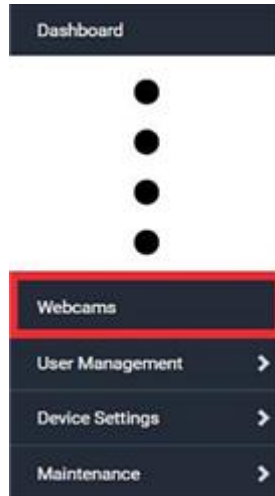 Dashboard
Webcams
User Management
Device Settings
Maintenance